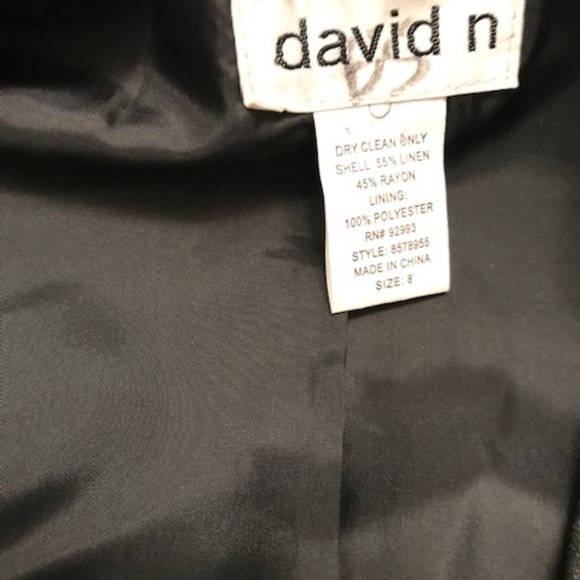 david n
DRY CLEAN ONLY
SHELL: 55% LINEN
45% RAYON
LINING:
100% POLYESTER
RN# 92993
STYLE: 8578955
MADE IN CHINA
SIZE: 8